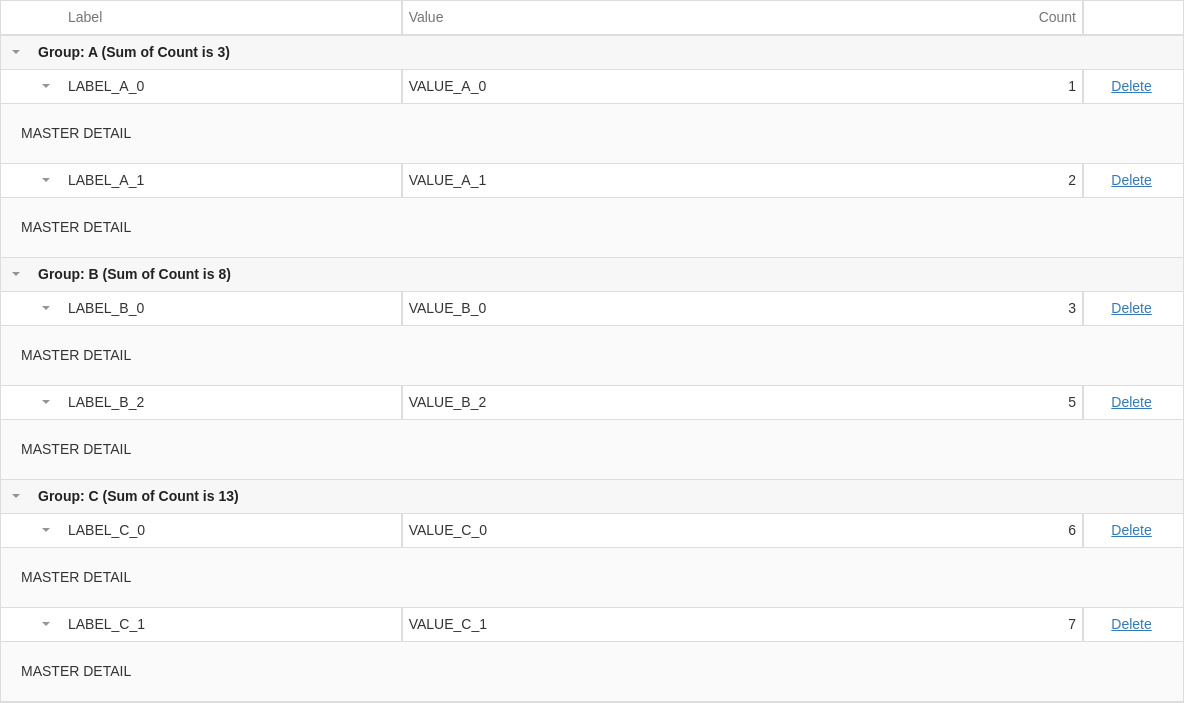 Label Value Count
Group: A (Sum of Count is 3)
LABEL_A_0 VALUE_A_0 1 Delete
MASTER DETAIL
LABEL_A_1 VALUE_A_1 2 Delete
MASTER DETAIL
Group: B (Sum of Count is 8)
LABEL_B_0 VALUE_B_0 3 Delete
MASTER DETAIL
LABEL_B_2 VALUE_B_2 5 Delete
MASTER DETAIL
Group: C (Sum of Count is 13)
LABEL_C_0 VALUE_C_0 6 Delete
MASTER DETAIL
LABEL_C_1 VALUE_C_1 7 Delete
MASTER DETAIL